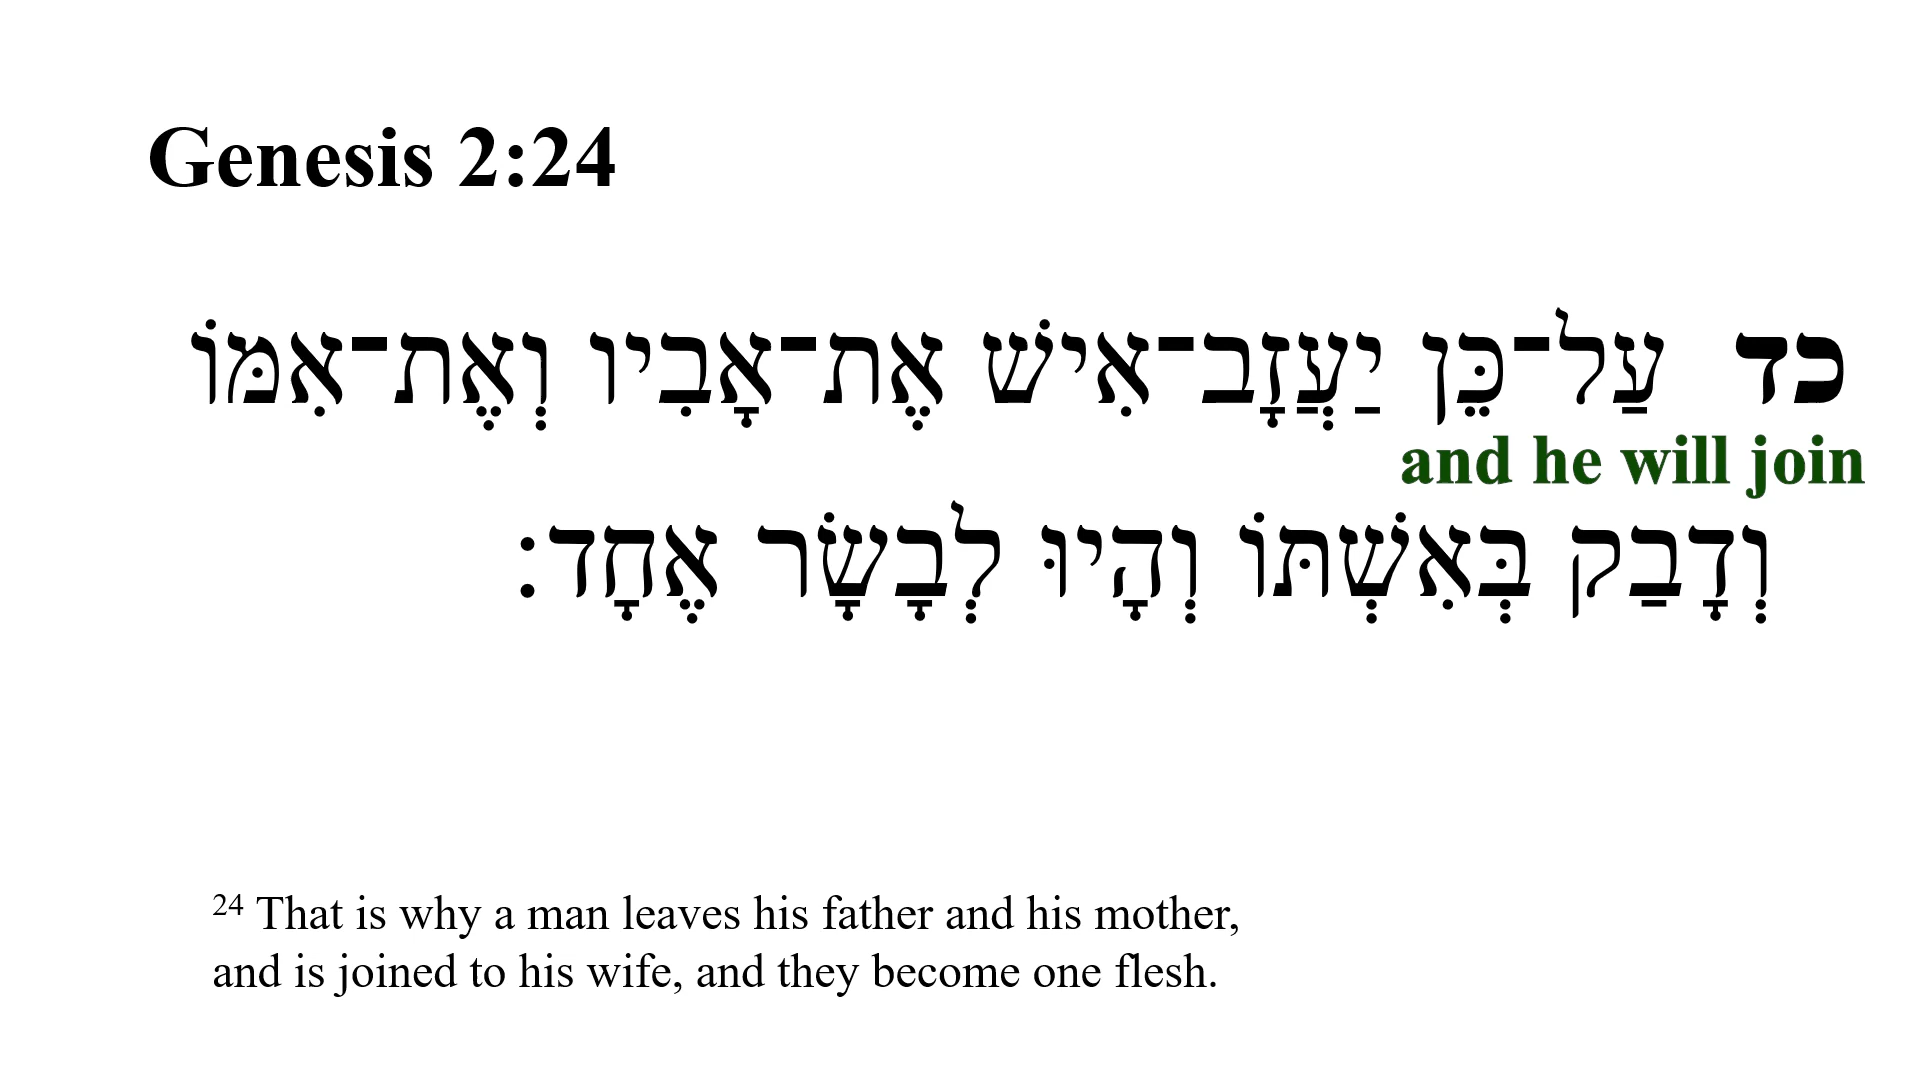 Genesis 2:24
כד עַל־כֵּן יַעֲזָב־אִישׁ אֶת־אָבִיו וְאֶת־אִמּוֹ
and he will join
וְדָבַק בְּאִשְׁתּוֹ וְהָיוּ לְבָשָׂר אֶחָד׃
24 That is why a man leaves his father and his mother,
and is joined to his wife, and they become one flesh.